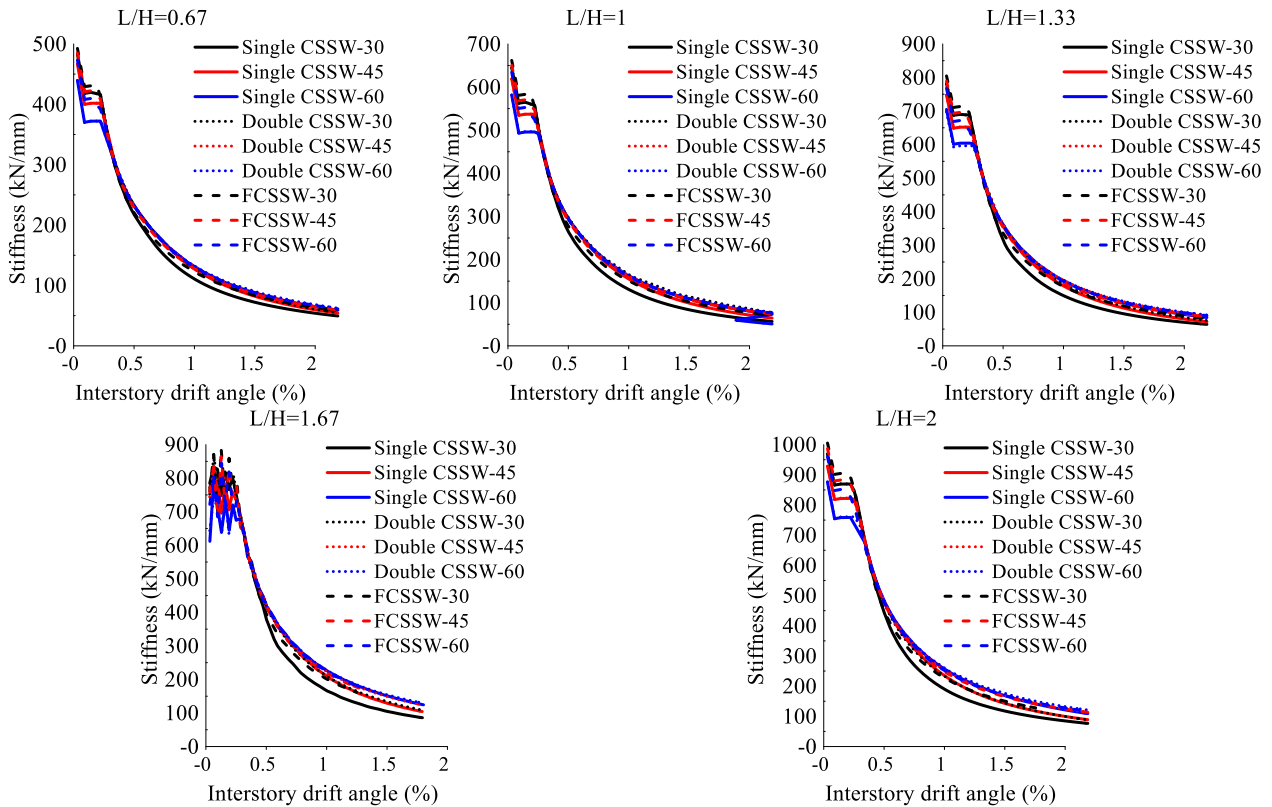 L/H=0.67
500
400
300
200
100
-0
0.5
1
1.5
2
Stiffness (kN/mm)
Interstory drift angle (%)
Single CSSW-30
Single CSSW-45
Single CSSW-60
Double CSSW-30
Double CSSW-45
Double CSSW-60
FCSSW-30
FCSSW-45
FCSSW-60
L/H=1
700
600
500
400
300
200
100
-0
0.5
1
1.5
2
Stiffness (kN/mm)
Interstory drift angle (%)
Single CSSW-30
Single CSSW-45
Single CSSW-60
Double CSSW-30
Double CSSW-45
Double CSSW-60
FCSSW-30
FCSSW-45
FCSSW-60
L/H=1.33
900
800
700
600
500
400
300
200
100
-0
0.5
1
1.5
2
Stiffness (kN/mm)
Interstory drift angle (%)
Single CSSW-30
Single CSSW-45
Single CSSW-60
Double CSSW-30
Double CSSW-45
Double CSSW-60
FCSSW-30
FCSSW-45
FCSSW-60
L/H=1.67
900
800
700
600
500
400
300
200
100
-0
-0
0.5
1
1.5
2
Stiffness (kN/mm)
Interstory drift angle (%)
Single CSSW-30
Single CSSW-45
Single CSSW-60
Double CSSW-30
Double CSSW-45
Double CSSW-60
FCSSW-30
FCSSW-45
FCSSW-60
L/H=2
1000
900
800
700
600
500
400
300
200
100
-0
-0
0.5
1
1.5
2
Stiffness (kN/mm)
Interstory drift angle (%)
Single CSSW-30
Single CSSW-45
Single CSSW-60
Double CSSW-30
Double CSSW-45
Double CSSW-60
FCSSW-30
FCSSW-45
FCSSW-60